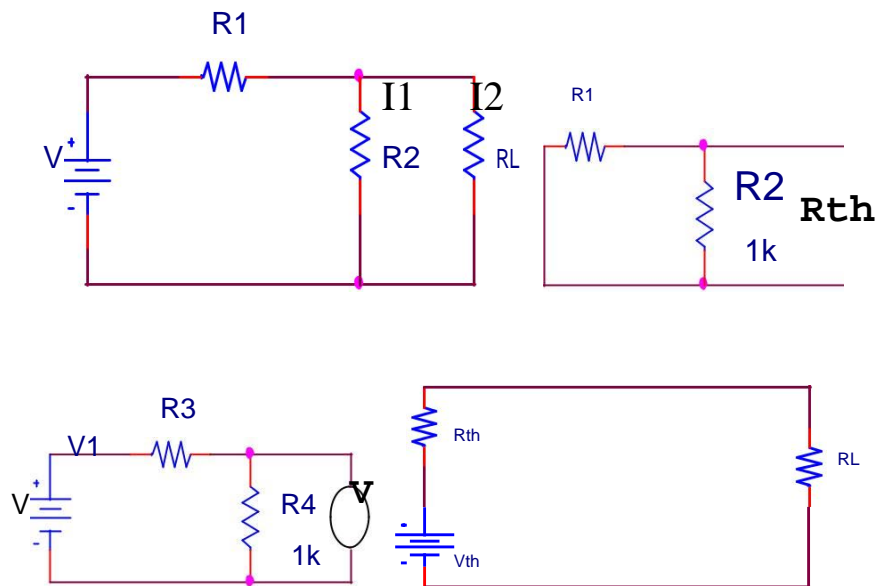 R1
I1 I2
V + R2 RL
-
R1
R2 Rth
1k
R3
V1
+ V
V R4
- 1k
Rth
RL
-
- Vth